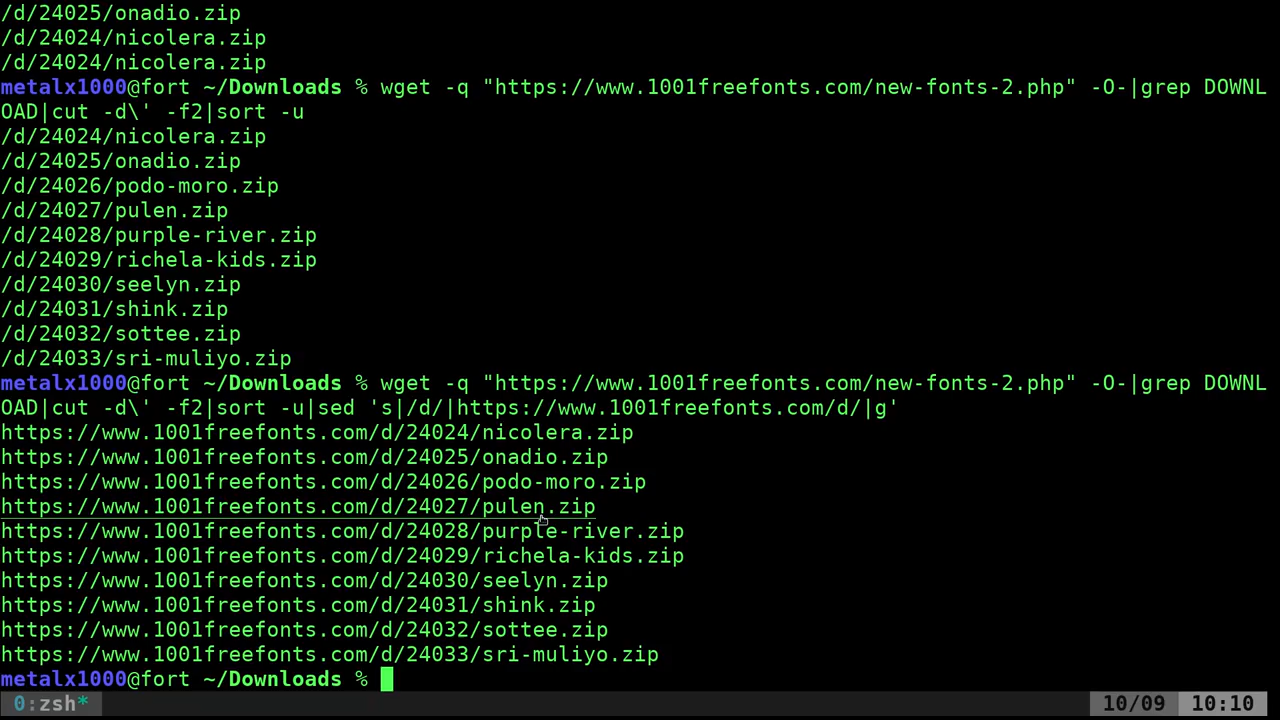 /d/24025/onadio.zip
/d/24024/nicolera.zip
/d/24024/nicolera.zip
metalx1000@fort ~/Downloads % wget -q "https://www.1001freefonts.com/new-fonts-2.php" -O-|grep DOWNL
OAD|cut -d\' -f2|sort -u
/d/24024/nicolera.zip
/d/24025/onadio.zip
/d/24026/podo-moro.zip
/d/24027/pulen.zip
/d/24028/purple-river.zip
/d/24029/richela-kids.zip
/d/24030/seelyn.zip
/d/24031/shink.zip
/d/24032/sottee.zip
/d/24033/sri-muliyo.zip
metalx1000@fort ~/Downloads % wget -q "https://www.1001freefonts.com/new-fonts-2.php" -O-|grep DOWNL
OAD|cut -d\' -f2|sort -u|sed 's|/d/|https://www.1001freefonts.com/d/|g'
https://www.1001freefonts.com/d/24024/nicolera.zip
https://www.1001freefonts.com/d/24025/onadio.zip
https://www.1001freefonts.com/d/24026/podo-moro.zip
https://www.1001freefonts.com/d/24027/pulen.zip
https://www.1001freefonts.com/d/24028/purple-river.zip
https://www.1001freefonts.com/d/24029/richela-kids.zip
https://www.1001freefonts.com/d/24030/seelyn.zip
https://www.1001freefonts.com/d/24031/shink.zip
https://www.1001freefonts.com/d/24032/sottee.zip
https://www.1001freefonts.com/d/24033/sri-muliyo.zip
metalx1000@fort ~/Downloads %
0:zsh* 10/09 10:10